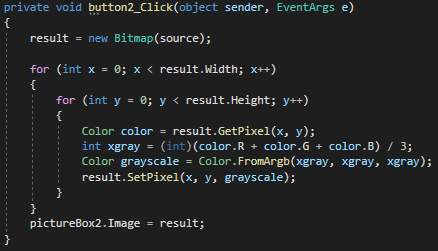 private void button2_Click(object sender, EventArgs e)
{
    result = new Bitmap(source);

    for (int x = 0; x < result.Width; x++)
    {
        for (int y = 0; y < result.Height; y++)
        {
            Color color = result.GetPixel(x, y);
            int xgray = (int)(color.R + color.G + color.B) / 3;
            Color grayscale = Color.FromArgb(xgray, xgray, xgray);
            result.SetPixel(x, y, grayscale);
        }
    }
    pictureBox2.Image = result;
}